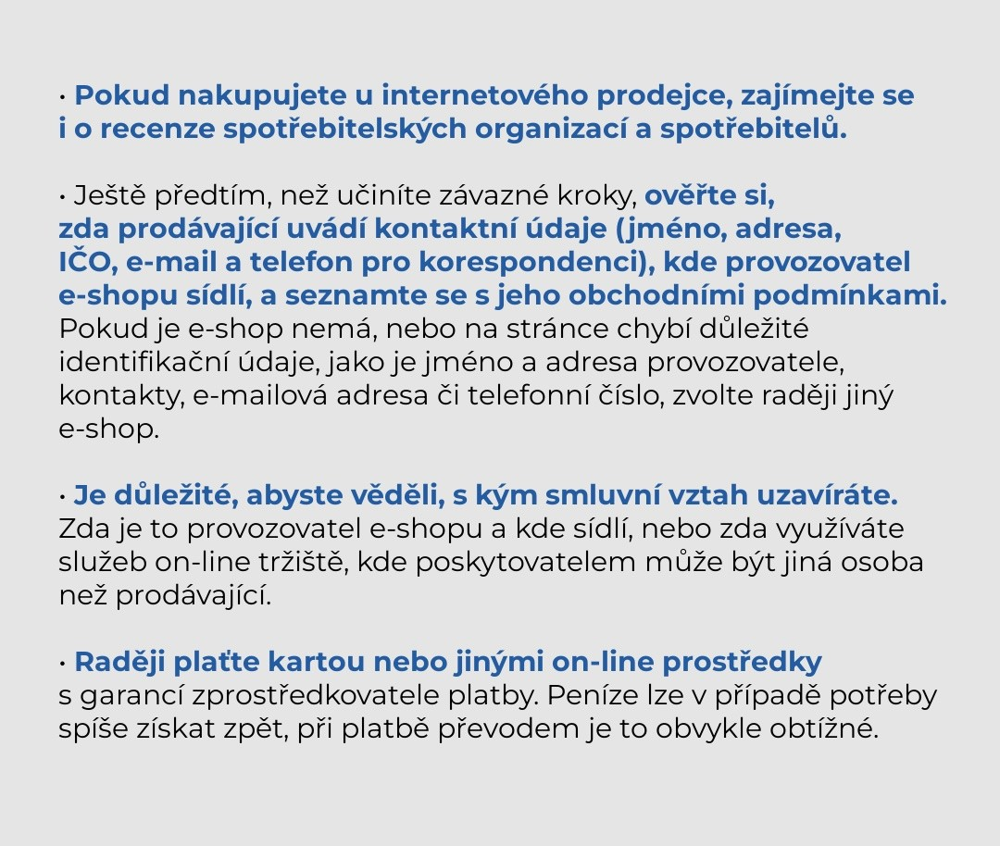 · Pokud nakupujete u internetového prodejce, zajímejte se
i o recenze spotřebitelských organizací a spotřebitelů.
· Ještě předtím, než učiníte závazné kroky, ověřte si,
zda prodávající uvádí kontaktní údaje (jméno, adresa,
IČO, e-mail a telefon pro korespondenci), kde provozovatel
e-shopu sídlí, a seznamte se s jeho obchodními podmínkami.
Pokud je e-shop nemá, nebo na stránce chybí důležité
identifikační údaje, jako je jméno a adresa provozovatele,
kontakty, e-mailová adresa či telefonní číslo, zvolte raději jiný
e-shop.
· Je důležité, abyste věděli, s kým smluvní vztah uzavíráte.
Zda je to provozovatel e-shopu a kde sídlí, nebo zda využíváte
služeb on-line tržiště, kde poskytovatelem může být jiná osoba
než prodávající.
· Raději plaťte kartou nebo jinými on-line prostředky
s garancí zprostředkovatele platby. Peníze lze v případě potřeby
spíše získat zpět, při platbě převodem je to obvykle obtížné.